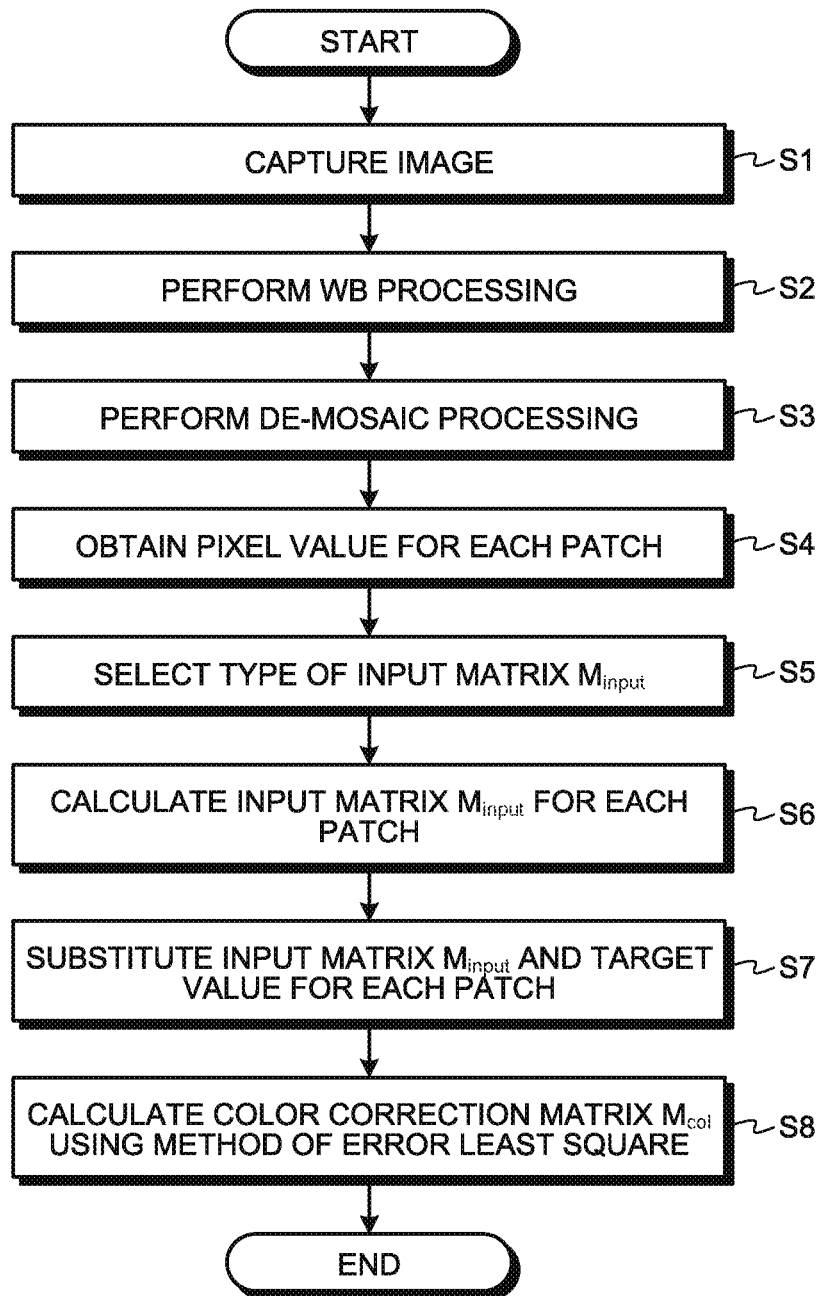 START
CAPTURE IMAGE
S1
PERFORM WB PROCESSING
S2
PERFORM DE-MOSAIC PROCESSING
S3
OBTAIN PIXEL VALUE FOR EACH PATCH
S4
SELECT TYPE OF INPUT MATRIX Minput
S5
CALCULATE INPUT MATRIX Minput FOR EACH
PATCH
S6
SUBSTITUTE INPUT MATRIX Minput AND TARGET
VALUE FOR EACH PATCH
S7
CALCULATE COLOR CORRECTION MATRIX Mcol
USING METHOD OF ERROR LEAST SQUARE
S8
END